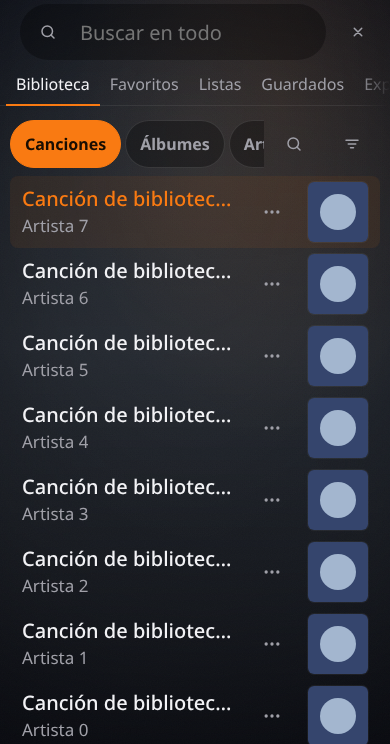 Buscar en todo
Biblioteca Favoritos Listas Guardados Exp
Canciones Álbumes Art
Canción de bibliotec...
Artista 7
Canción de bibliotec...
Artista 6
Canción de bibliotec...
Artista 5
Canción de bibliotec...
Artista 4
Canción de bibliotec...
Artista 3
Canción de bibliotec...
Artista 2
Canción de bibliotec...
Artista 1
Canción de bibliotec...
Artista 0